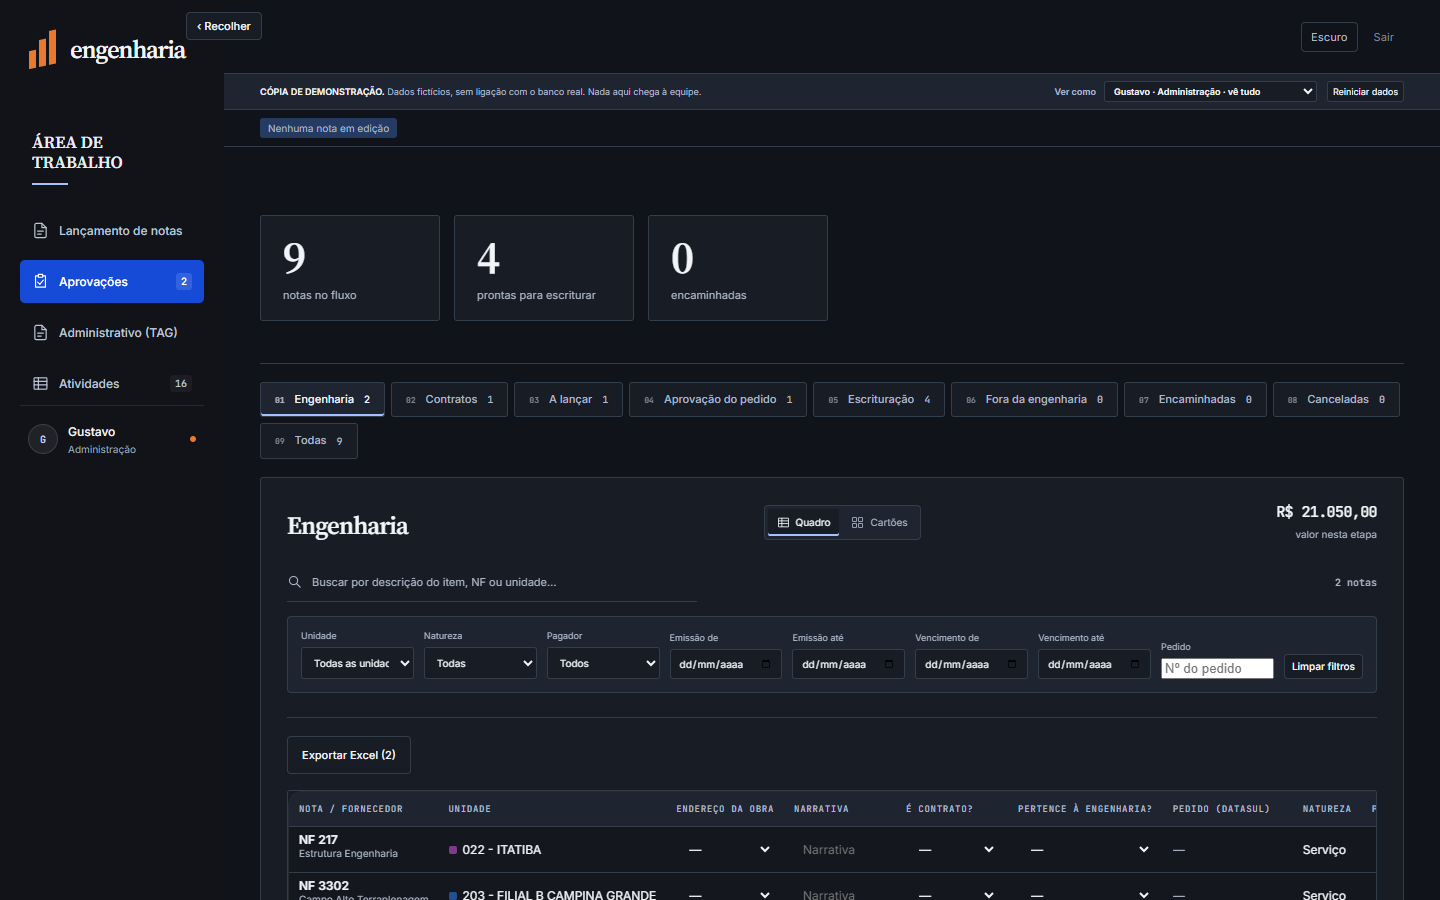 engenharia
‹ Recolher
Escuro
Sair
CÓPIA DE DEMONSTRAÇÃO. Dados fictícios, sem ligação com o banco real. Nada aqui chega à equipe.
Ver como
Gustavo · Administração · vê tudo
Reiniciar dados
Nenhuma nota em edição
ÁREA DE
TRABALHO
Lançamento de notas
Aprovações 2
Administrativo (TAG)
Atividades 16
G
Gustavo
Administração
9
notas no fluxo
4
prontas para escriturar
0
encaminhadas
01 Engenharia 2
02 Contratos 1
03 A lançar 1
04 Aprovação do pedido 1
05 Escrituração 4
06 Fora da engenharia 0
07 Encaminhadas 0
08 Canceladas 0
09 Todas 9
Engenharia
Quadro
Cartões
R$ 21.050,00
valor nesta etapa
Buscar por descrição do item, NF ou unidade...
2 notas
Unidade
Todas as unidac
Natureza
Todas
Pagador
Todos
Emissão de
dd/mm/aaaa
Emissão até
dd/mm/aaaa
Vencimento de
dd/mm/aaaa
Vencimento até
dd/mm/aaaa
Pedido
Nº do pedido
Limpar filtros
Exportar Excel (2)
NOTA / FORNECEDOR UNIDADE ENDEREÇO DA OBRA NARRATIVA É CONTRATO? PERTENCE À ENGENHARIA? PEDIDO (DATASUL) NATUREZA
NF 217
Estrutura Engenharia
022 - ITATIBA
—
Narrativa
—
—
—
Serviço
NF 3302
Campo Alto Terraplenagem
203 - FILIAL B CAMPINA GRANDE
—
Narrativa
—
—
—
Serviço